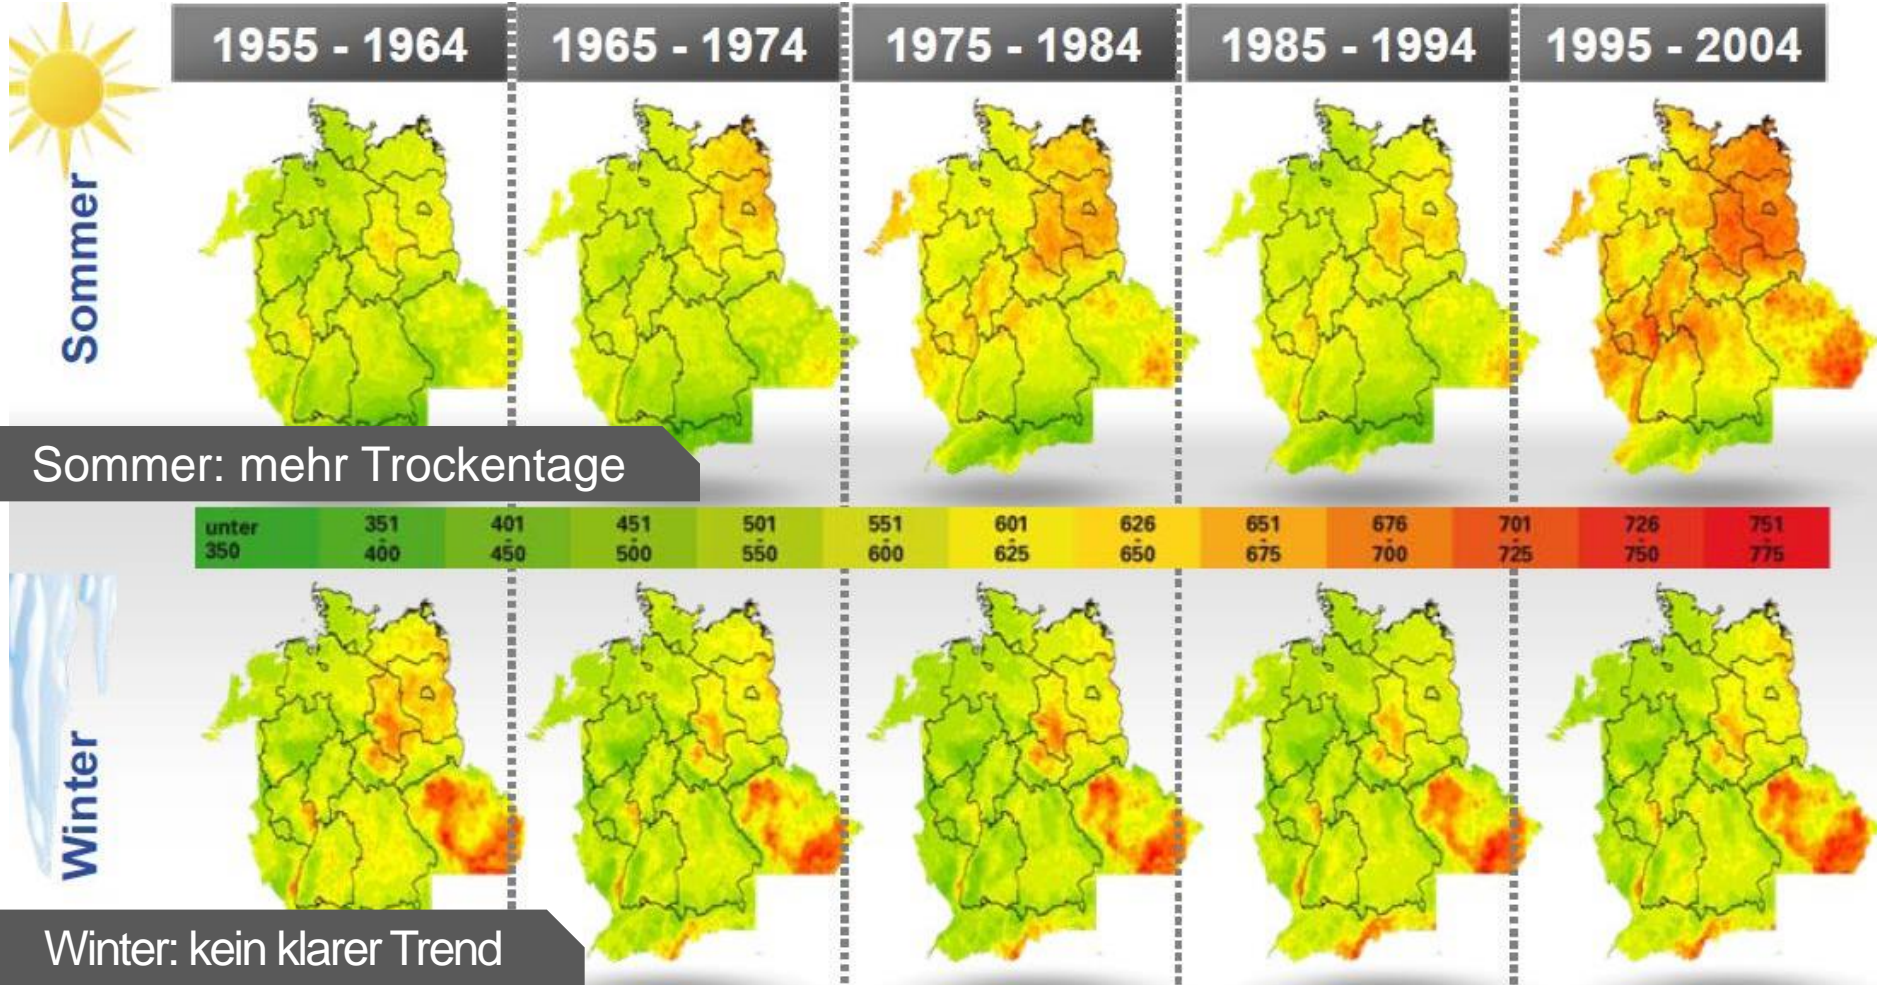 1955 - 1964
1965 - 1974
1975 - 1984
1985 - 1994
1995 - 2004
Sommer
Sommer: mehr Trockentage
unter 350
351 - 400
401 - 450
451 - 500
501 - 550
551 - 600
601 - 625
626 - 650
651 - 675
676 - 700
701 - 725
726 - 750
751 - 775
Winter
Winter: kein klarer Trend